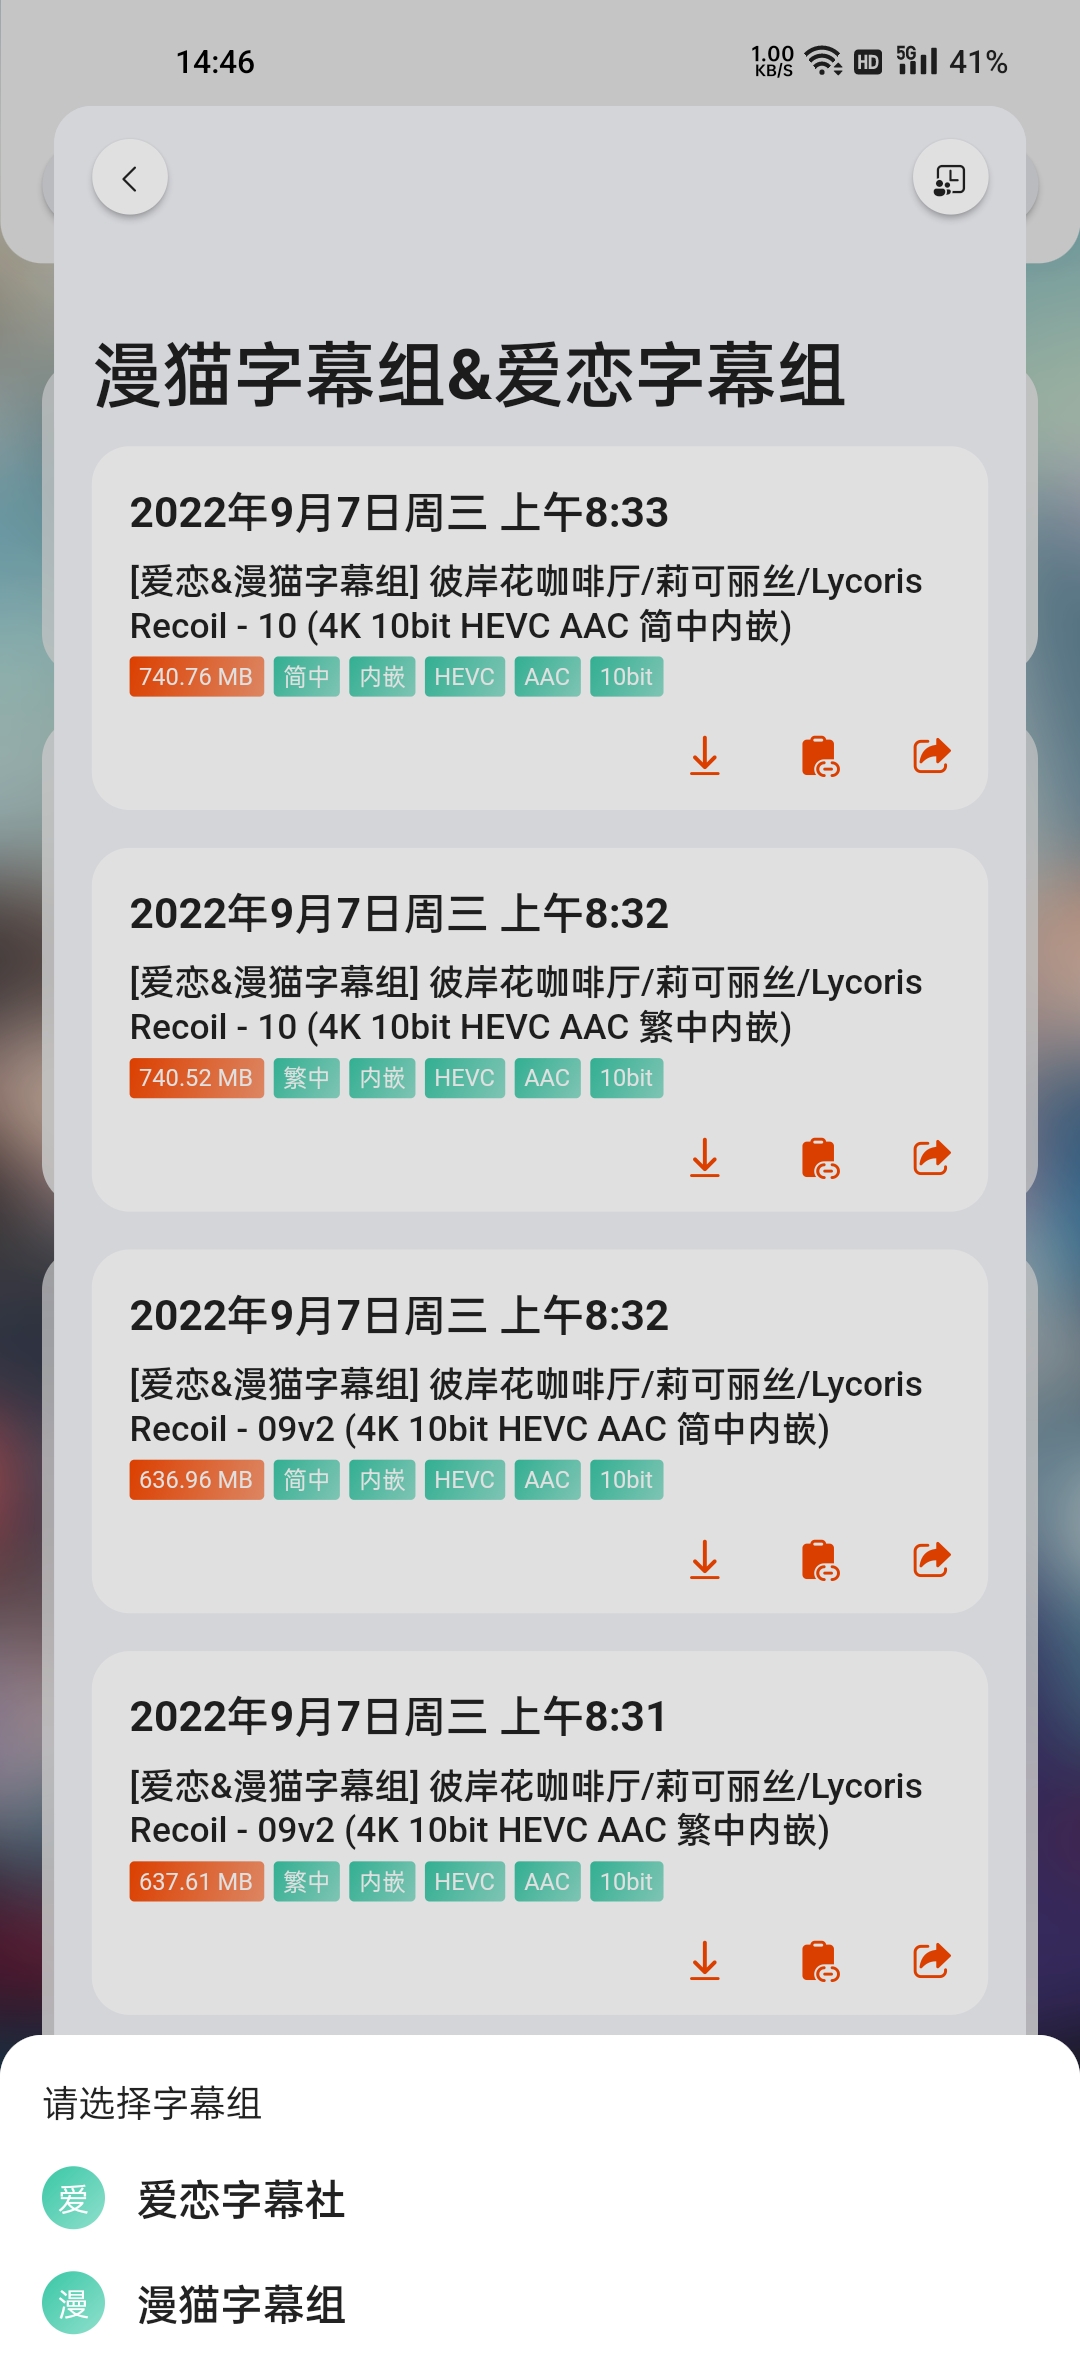 14:46
1.00 KB/S HD 5G 41%
漫猫字幕组&爱恋字幕组
2022年9月7日周三 上午8:33
[爱恋&漫猫字幕组] 彼岸花咖啡厅/莉可丽丝/Lycoris
Recoil - 10 (4K 10bit HEVC AAC 简中内嵌)
740.76 MB 简中 内嵌 HEVC AAC 10bit
2022年9月7日周三 上午8:32
[爱恋&漫猫字幕组] 彼岸花咖啡厅/莉可丽丝/Lycoris
Recoil - 10 (4K 10bit HEVC AAC 繁中内嵌)
740.52 MB 繁中 内嵌 HEVC AAC 10bit
2022年9月7日周三 上午8:32
[爱恋&漫猫字幕组] 彼岸花咖啡厅/莉可丽丝/Lycoris
Recoil - 09v2 (4K 10bit HEVC AAC 简中内嵌)
636.96 MB 简中 内嵌 HEVC AAC 10bit
2022年9月7日周三 上午8:31
[爱恋&漫猫字幕组] 彼岸花咖啡厅/莉可丽丝/Lycoris
Recoil - 09v2 (4K 10bit HEVC AAC 繁中内嵌)
637.61 MB 繁中 内嵌 HEVC AAC 10bit
请选择字幕组
爱 爱恋字幕社
漫 漫猫字幕组